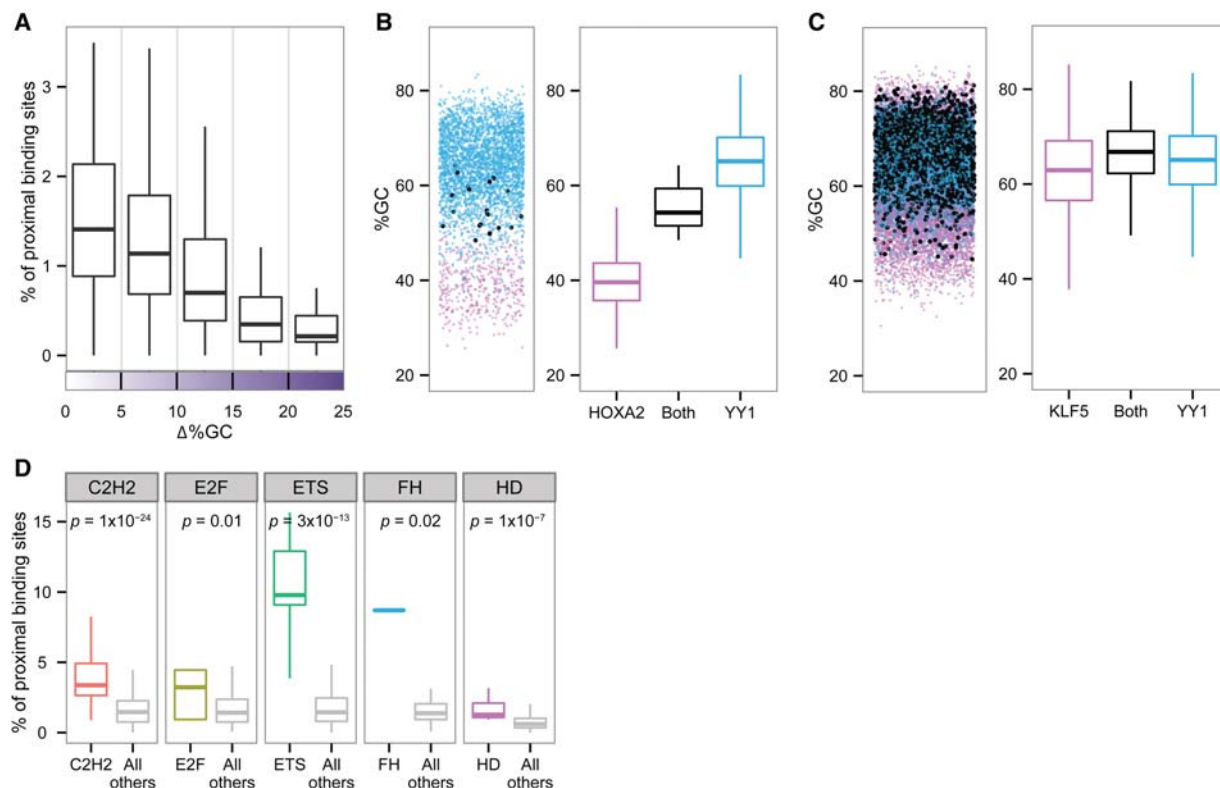 A
% of proximal binding sites
3
2
1
0
0 5 10 15 20 25
Δ%GC
B
%GC
80
60
40
20
80
60
40
20
HOXA2 Both YY1
C
%GC
80
60
40
20
80
60
40
20
KLF5 Both YY1
D
% of proximal binding sites
15
10
5
0
C2H2 E2F ETS FH HD
p = 1x10⁻²⁴ p = 0.01 p = 3x10⁻¹³ p = 0.02 p = 1x10⁻⁷
C2H2 All others E2F All others ETS All others FH All others HD All others